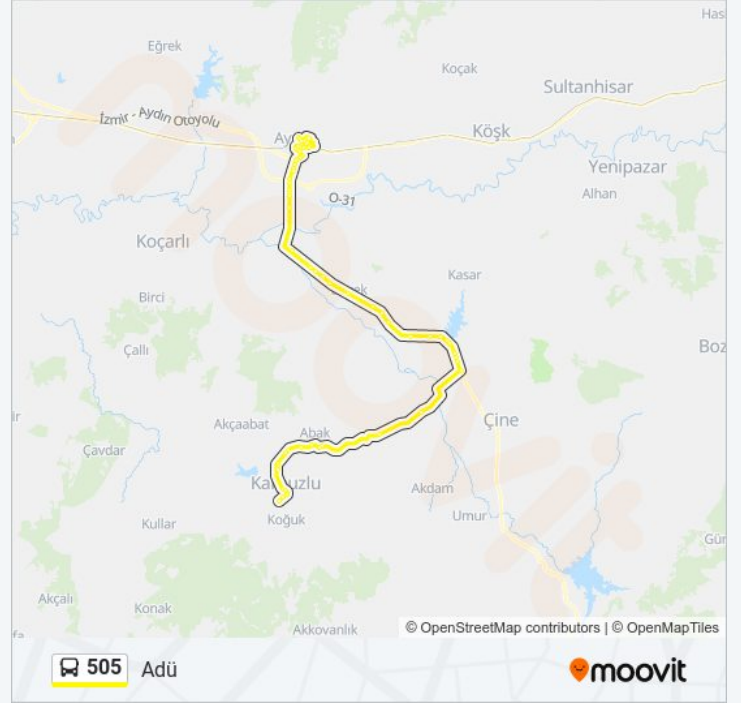 Has
Eğrek
Koçak
Sultanhisar
İzmir - Aydın Otoyolu
Köşk
Yenipazar
Alhan
O-31
Koçarlı
Kasar
Birci
Boz
Çallı
Akçaabat
Abak
Çine
Çavdar
Akdam
Umur
Kullar
Koğuk
Gür
Akçalı
Konak
Akkovanlık
© OpenStreetMap contributors | © OpenMapTiles
505 Adü
moovit